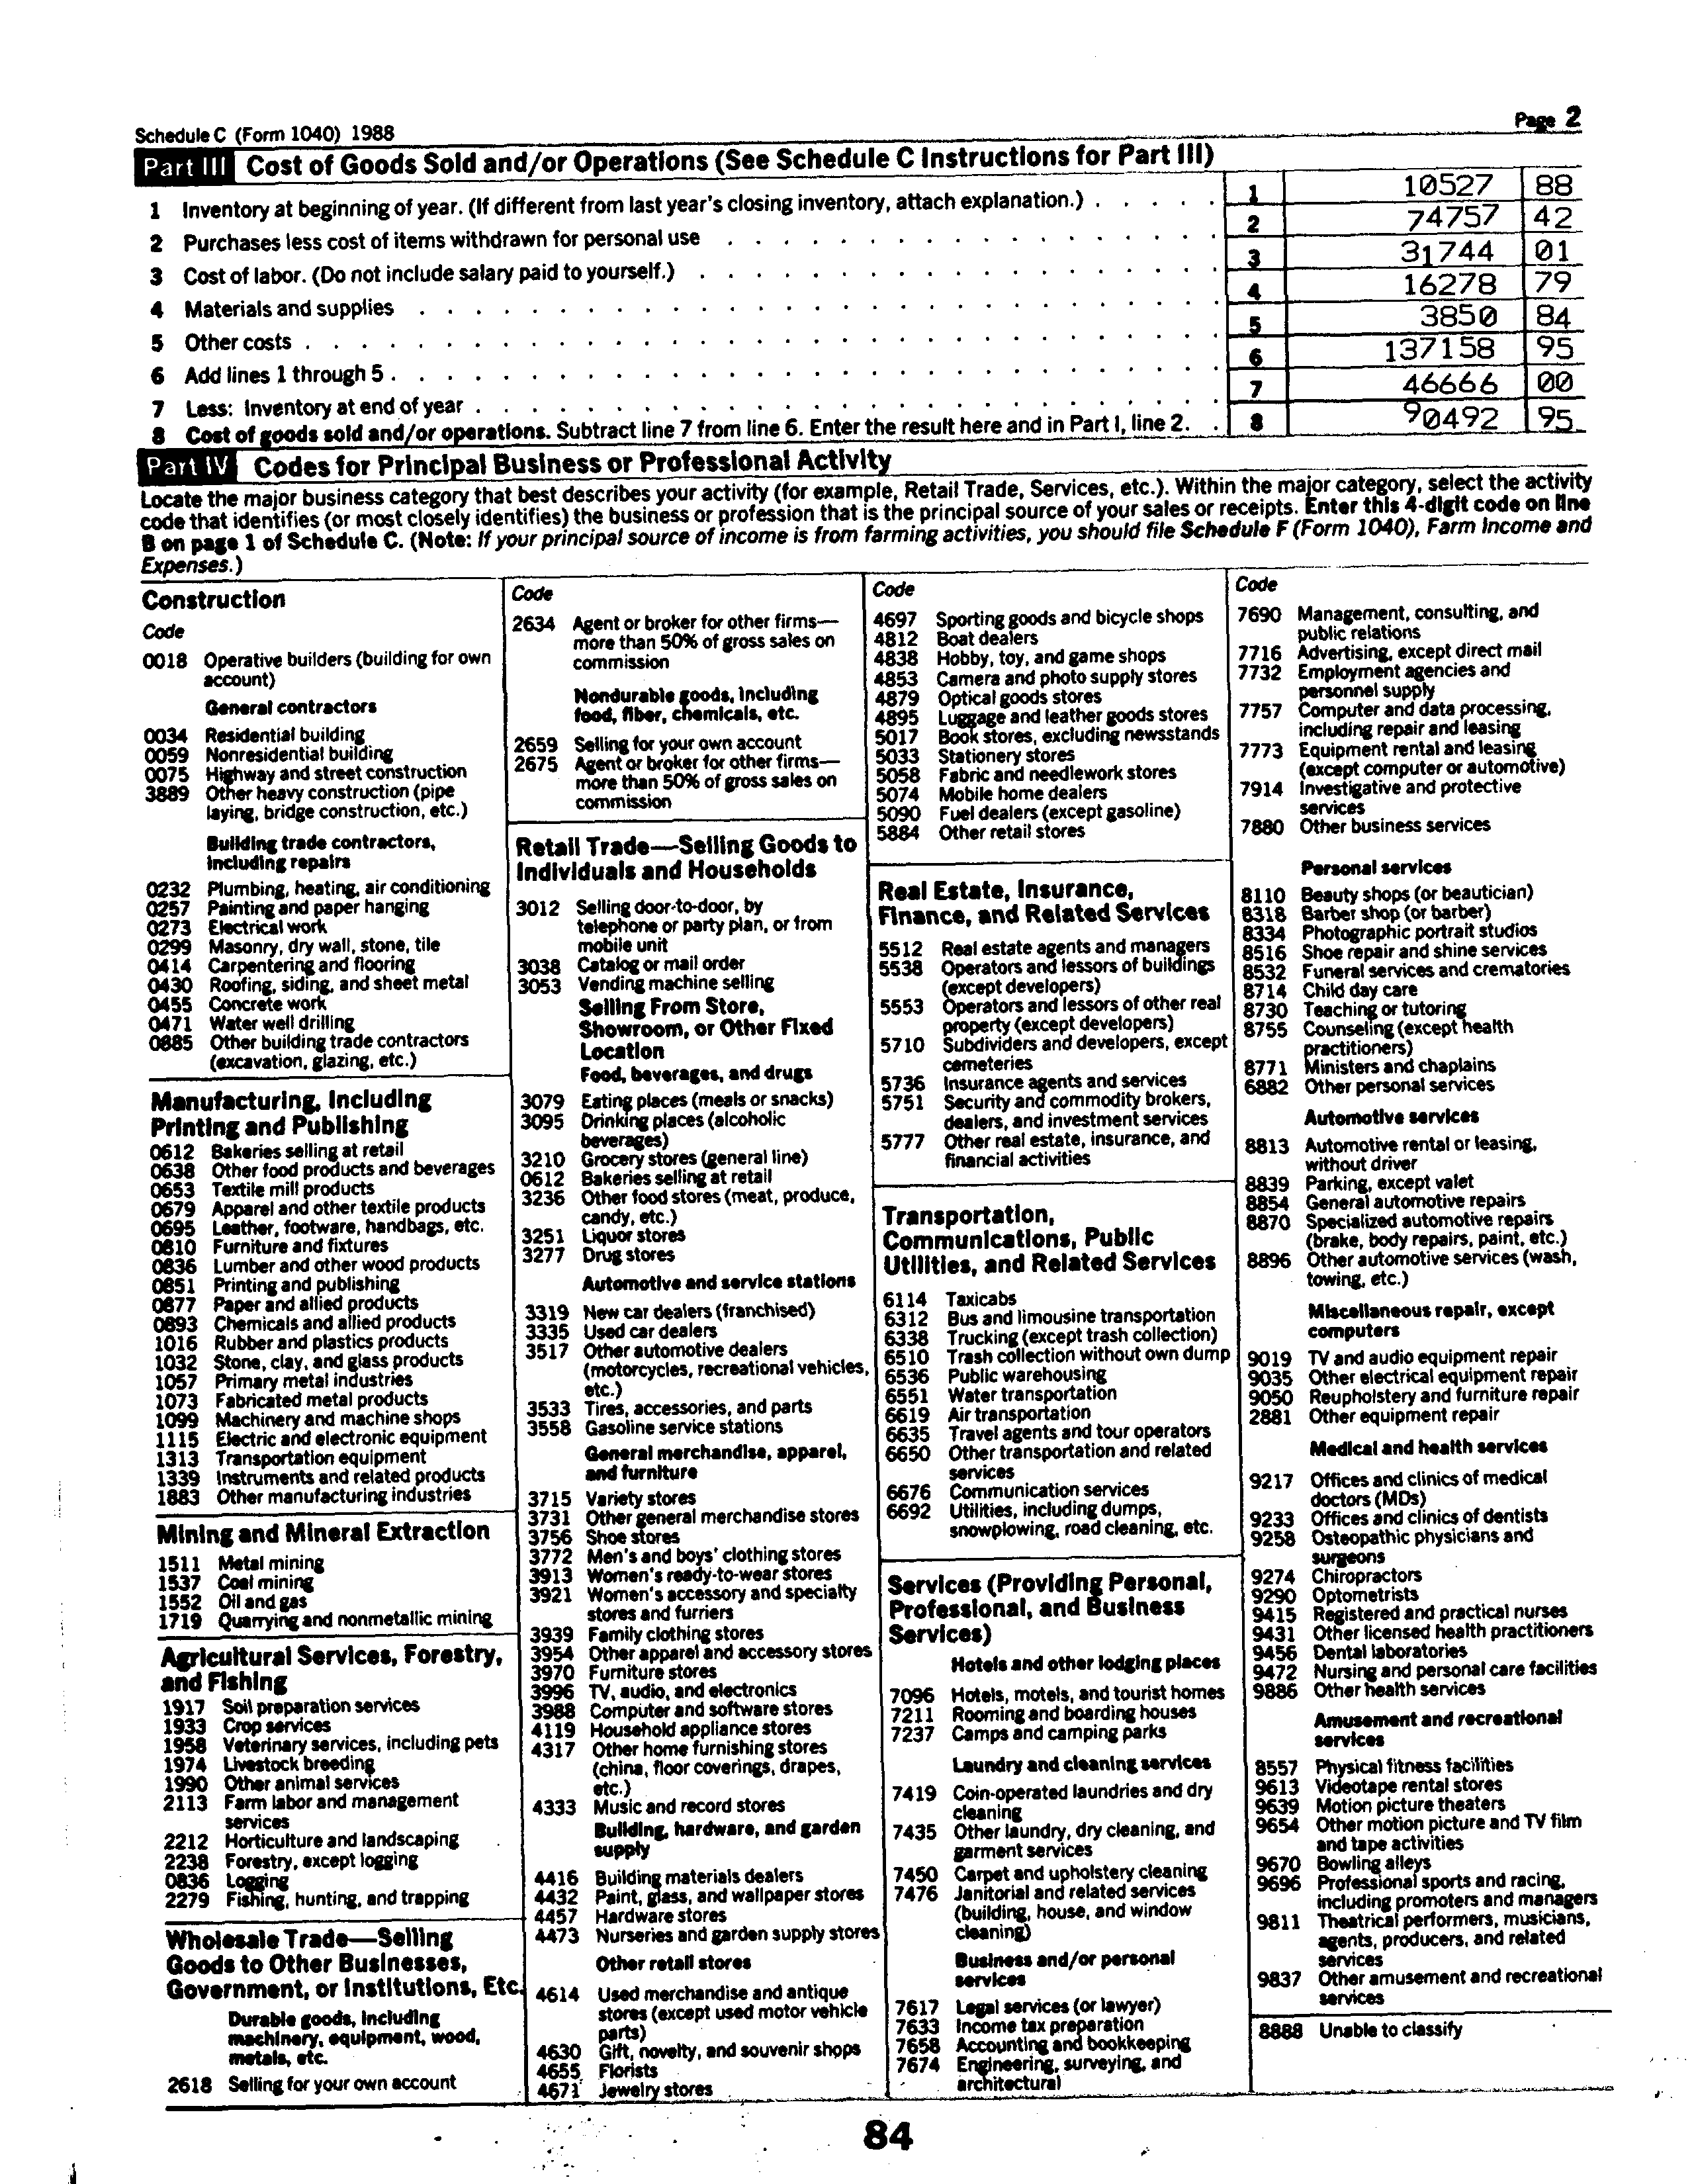 Schedule C (Form 1040) 1988
Page 2
Part III Cost of Goods Sold and/or Operations (See Schedule C Instructions for Part III)
1 Inventory at beginning of year. (If different from last year's closing inventory, attach explanation.) . . . . . 1 10527 88
2 Purchases less cost of items withdrawn for personal use . . . . . . . . . . . . . . . . . . 2 74757 42
3 Cost of labor. (Do not include salary paid to yourself.) . . . . . . . . . . . . . . . . . . . 3 31744 01
4 Materials and supplies . . . . . . . . . . . . . . . . . . . . . . . . . . . . . 4 16278 79
5 Other costs . . . . . . . . . . . . . . . . . . . . . . . . . . . . . . . . . 5 3850 84
6 Add lines 1 through 5 . . . . . . . . . . . . . . . . . . . . . . . . . . . . . . 6 137158 95
7 Less: Inventory at end of year . . . . . . . . . . . . . . . . . . . . . . . . . . . 7 46666 00
8 Cost of goods sold and/or operations. Subtract line 7 from line 6. Enter the result here and in Part I, line 2. . 8 90492 95
Part IV Codes for Principal Business or Professional Activity
Locate the major business category that best describes your activity (for example, Retail Trade, Services, etc.). Within the major category, select the activity
code that identifies (or most closely identifies) the business or profession that is the principal source of your sales or receipts. Enter this 4-digit code on line
B on page 1 of Schedule C. (Note: If your principal source of income is from farming activities, you should file Schedule F (Form 1040), Farm Income and
Expenses.)
Construction
Code
0018 Operative builders (building for own
account)
General contractors
0034 Residential building
0059 Nonresidential building
0075 Highway and street construction
3889 Other heavy construction (pipe
laying, bridge construction, etc.)
Building trade contractors,
including repairs
0232 Plumbing, heating, air conditioning
0257 Painting and paper hanging
0273 Electrical work
0299 Masonry, dry wall, stone, tile
0414 Carpentering and flooring
0430 Roofing, siding, and sheet metal
0455 Concrete work
0471 Water well drilling
0885 Other building trade contractors
(excavation, glazing, etc.)
Manufacturing, Including
Printing and Publishing
0612 Bakeries selling at retail
0638 Other food products and beverages
0653 Textile mill products
0679 Apparel and other textile products
0695 Leather, footware, handbags, etc.
0810 Furniture and fixtures
0836 Lumber and other wood products
0851 Printing and publishing
0877 Paper and allied products
0893 Chemicals and allied products
1016 Rubber and plastics products
1032 Stone, clay, and glass products
1057 Primary metal industries
1073 Fabricated metal products
1099 Machinery and machine shops
1115 Electric and electronic equipment
1313 Transportation equipment
1339 Instruments and related products
1883 Other manufacturing industries
Mining and Mineral Extraction
1511 Metal mining
1537 Coal mining
1552 Oil and gas
1719 Quarrying and nonmetallic mining
Agricultural Services, Forestry,
and Fishing
1917 Soil preparation services
1933 Crop services
1958 Veterinary services, including pets
1974 Livestock breeding
1990 Other animal services
2113 Farm labor and management
services
2212 Horticulture and landscaping
2238 Forestry, except logging
0836 Logging
2279 Fishing, hunting, and trapping
Wholesale Trade—Selling
Goods to Other Businesses,
Government, or Institutions, Etc.
Durable goods, including
machinery, equipment, wood,
metals, etc.
2618 Selling for your own account
Code
2634 Agent or broker for other firms—
more than 50% of gross sales on
commission
Nondurable goods, including
food, fiber, chemicals, etc.
2659 Selling for your own account
2675 Agent or broker for other firms—
more than 50% of gross sales on
commission
Retail Trade—Selling Goods to
Individuals and Households
3012 Selling door-to-door, by
telephone or party plan, or from
mobile unit
3038 Catalog or mail order
3053 Vending machine selling
Selling From Store,
Showroom, or Other Fixed
Location
Food, beverages, and drugs
3079 Eating places (meals or snacks)
3095 Drinking places (alcoholic
beverages)
3210 Grocery stores (general line)
0612 Bakeries selling at retail
3236 Other food stores (meat, produce,
candy, etc.)
3251 Liquor stores
3277 Drug stores
Automotive and service stations
3319 New car dealers (franchised)
3335 Used car dealers
3517 Other automotive dealers
(motorcycles, recreational vehicles,
etc.)
3533 Tires, accessories, and parts
3558 Gasoline service stations
General merchandise, apparel,
and furniture
3715 Variety stores
3731 Other general merchandise stores
3756 Shoe stores
3772 Men's and boys' clothing stores
3913 Women's ready-to-wear stores
3921 Women's accessory and specialty
stores and furriers
3939 Family clothing stores
3954 Other apparel and accessory stores
3970 Furniture stores
3996 TV, audio, and electronics
3988 Computer and software stores
4119 Household appliance stores
4317 Other home furnishing stores
(china, floor coverings, drapes,
etc.)
4333 Music and record stores
Building, hardware, and garden
supply
4416 Building materials dealers
4432 Paint, glass, and wallpaper stores
4457 Hardware stores
4473 Nurseries and garden supply stores
Other retail stores
4614 Used merchandise and antique
stores (except used motor vehicle
parts)
4630 Gift, novelty, and souvenir shops
4655 Florists
4671 Jewelry stores
Code
4697 Sporting goods and bicycle shops
4812 Boat dealers
4838 Hobby, toy, and game shops
4853 Camera and photo supply stores
4879 Optical goods stores
4895 Luggage and leather goods stores
5017 Book stores, excluding newsstands
5033 Stationery stores
5058 Fabric and needlework stores
5074 Mobile home dealers
5090 Fuel dealers (except gasoline)
5884 Other retail stores
Real Estate, Insurance,
Finance, and Related Services
5512 Real estate agents and managers
5538 Operators and lessors of buildings
(except developers)
5553 Operators and lessors of other real
property (except developers)
5710 Subdividers and developers, except
cemeteries
5736 Insurance agents and services
5751 Security and commodity brokers,
dealers, and investment services
5777 Other real estate, insurance, and
financial activities
Transportation,
Communications, Public
Utilities, and Related Services
6114 Taxicabs
6312 Bus and limousine transportation
6338 Trucking (except trash collection)
6510 Trash collection without own dump
6536 Public warehousing
6551 Water transportation
6619 Air transportation
6635 Travel agents and tour operators
6650 Other transportation and related
services
6676 Communication services
6692 Utilities, including dumps,
snowplowing, road cleaning, etc.
Services (Providing Personal,
Professional, and Business
Services)
Hotels and other lodging places
7096 Hotels, motels, and tourist homes
7211 Rooming and boarding houses
7237 Camps and camping parks
Laundry and cleaning services
7419 Coin-operated laundries and dry
cleaning
7435 Other laundry, dry cleaning, and
garment services
7450 Carpet and upholstery cleaning
7476 Janitorial and related services
(building, house, and window
cleaning)
Business and/or personal
services
7617 Legal services (or lawyer)
7633 Income tax preparation
7658 Accounting and bookkeeping
7674 Engineering, surveying, and
architectural
Code
7690 Management, consulting, and
public relations
7716 Advertising, except direct mail
7732 Employment agencies and
personnel supply
7757 Computer and data processing,
including repair and leasing
7773 Equipment rental and leasing
(except computer or automotive)
7914 Investigative and protective
services
7880 Other business services
Personal services
8110 Beauty shops (or beautician)
8318 Barber shop (or barber)
8334 Photographic portrait studios
8516 Shoe repair and shine services
8532 Funeral services and crematories
8714 Child day care
8730 Teaching or tutoring
8755 Counseling (except health
practitioners)
8771 Ministers and chaplains
6882 Other personal services
Automotive services
8813 Automotive rental or leasing,
without driver
8839 Parking, except valet
8854 General automotive repairs
8870 Specialized automotive repairs
(brake, body repairs, paint, etc.)
8896 Other automotive services (wash,
towing, etc.)
Miscellaneous repair, except
computers
9019 TV and audio equipment repair
9035 Other electrical equipment repair
9050 Reupholstery and furniture repair
2881 Other equipment repair
Medical and health services
9217 Offices and clinics of medical
doctors (MDs)
9233 Offices and clinics of dentists
9258 Osteopathic physicians and
surgeons
9274 Chiropractors
9290 Optometrists
9415 Registered and practical nurses
9431 Other licensed health practitioners
9456 Dental laboratories
9472 Nursing and personal care facilities
9886 Other health services
Amusement and recreational
services
8557 Physical fitness facilities
9613 Videotape rental stores
9639 Motion picture theaters
9654 Other motion picture and TV film
and tape activities
9670 Bowling alleys
9696 Professional sports and racing,
including promoters and managers
9811 Theatrical performers, musicians,
agents, producers, and related
services
9837 Other amusement and recreational
services
8888 Unable to classify
84